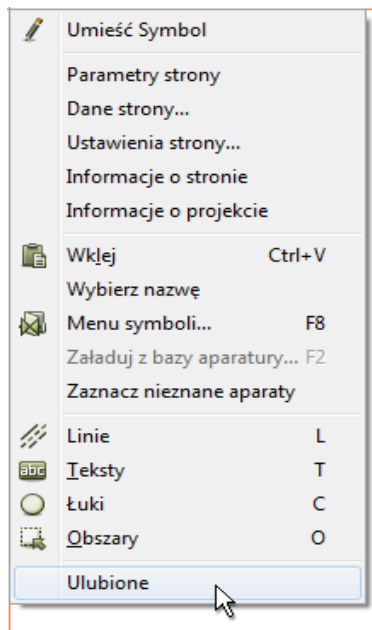 Umieść Symbol
Parametry strony
Dane strony...
Ustawienia strony...
Informacje o stronie
Informacje o projekcie
Wklej Ctrl+V
Wybierz nazwę
Menu symboli... F8
Załaduj z bazy aparatury... F2
Zaznacz nieznane aparaty
Linie L
abc Teksty T
Łuki C
Obszary O
Ulubione